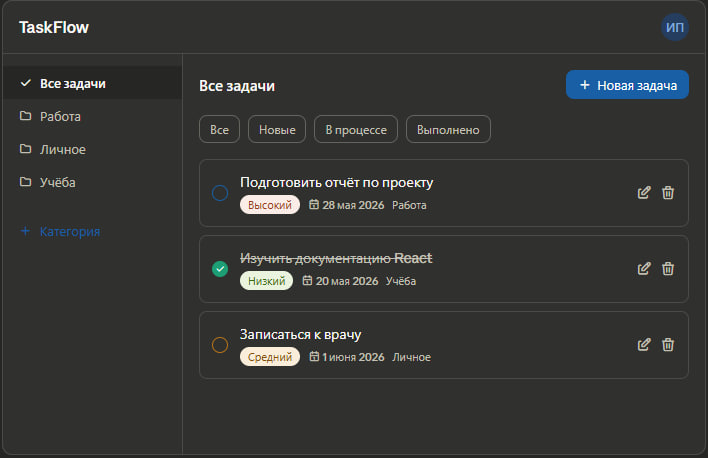 TaskFlow
ИП
Все задачи
Работа
Личное
Учёба
+ Категория
Все задачи
+ Новая задача
Все
Новые
В процессе
Выполнено
Подготовить отчёт по проекту
Высокий 28 мая 2026 Работа
Изучить документацию React
Низкий 20 мая 2026 Учёба
Записаться к врачу
Средний 1 июня 2026 Личное